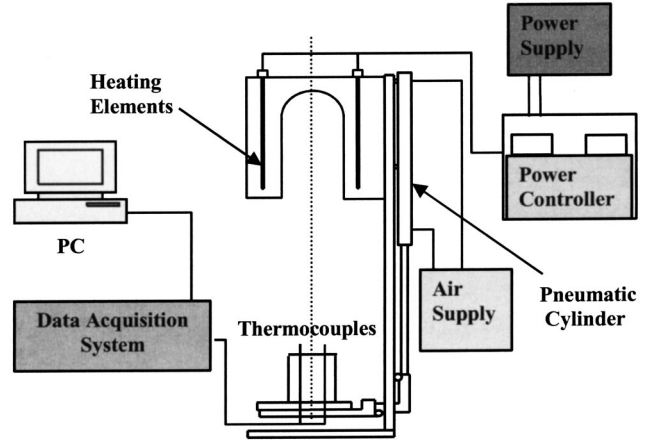 Power
Supply
Heating
Elements
Power
Controller
PC
Air
Supply
Pneumatic
Cylinder
Data Acquisition
System
Thermocouples